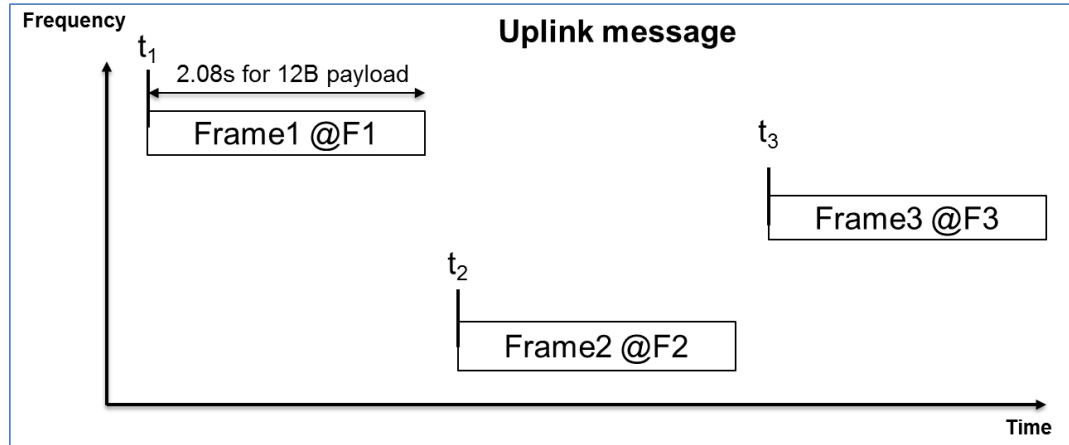 Frequency
Uplink message
t₁
2.08s for 12B payload
Frame1 @F1
t₃
Frame3 @F3
t₂
Frame2 @F2
Time